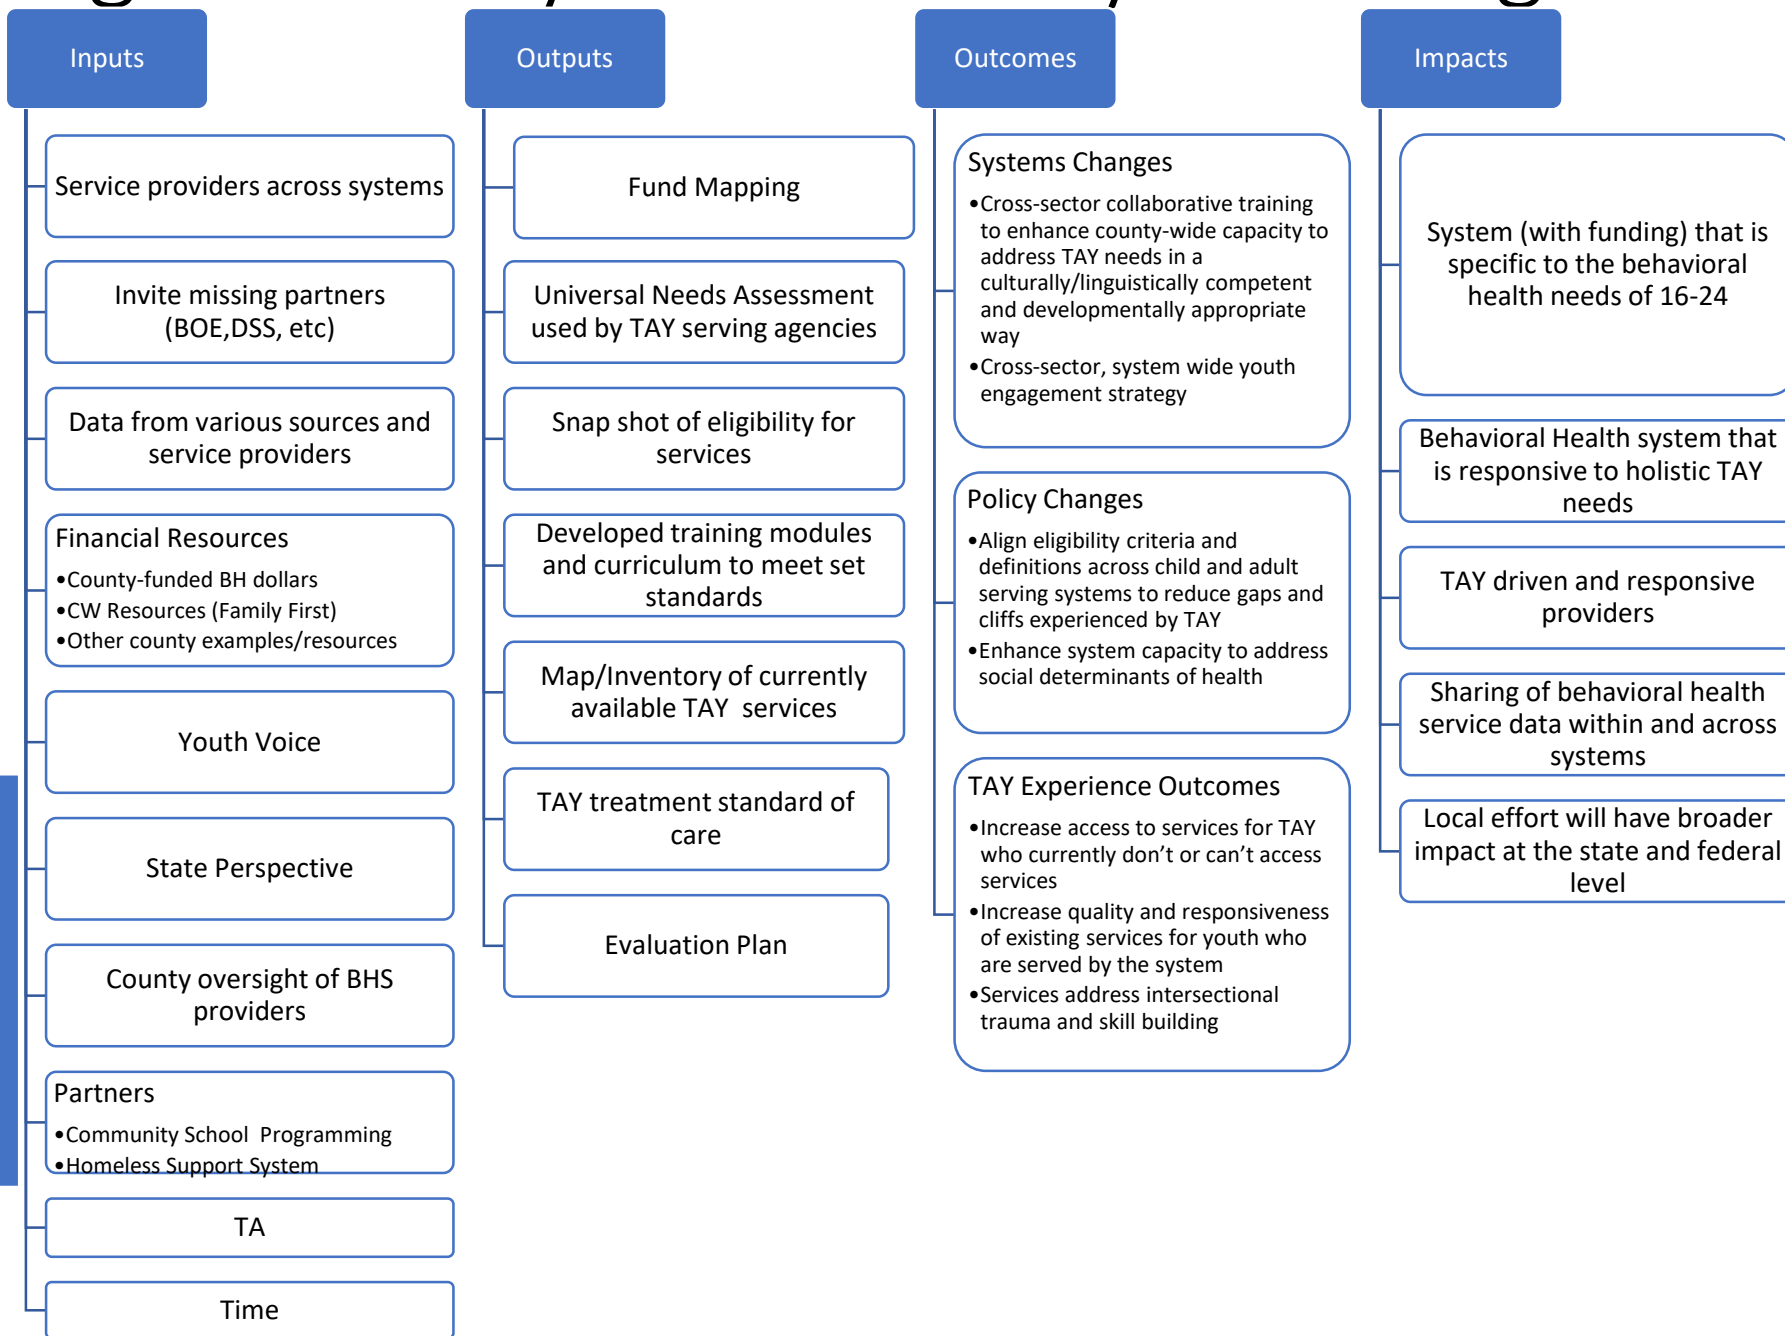 Inputs
Service providers across systems
Invite missing partners
(BOE,DSS, etc)
Data from various sources and
service providers
Financial Resources
•County-funded BH dollars
•CW Resources (Family First)
•Other county examples/resources
Youth Voice
State Perspective
County oversight of BHS
providers
Partners
•Community School  Programming
•Homeless Support System
TA
Time
Outputs
Fund Mapping
Universal Needs Assessment
used by TAY serving agencies
Snap shot of eligibility for
services
Developed training modules
and curriculum to meet set
standards
Map/Inventory of currently
available TAY  services
TAY treatment standard of
care
Evaluation Plan
Outcomes
Systems Changes
•Cross-sector collaborative training
to enhance county-wide capacity to
address TAY needs in a
culturally/linguistically competent
and developmentally appropriate
way
•Cross-sector, system wide youth
engagement strategy
Policy Changes
•Align eligibility criteria and
definitions across child and adult
serving systems to reduce gaps and
cliffs experienced by TAY
•Enhance system capacity to address
social determinants of health
TAY Experience Outcomes
•Increase access to services for TAY
who currently don’t or can’t access
services
•Increase quality and responsiveness
of existing services for youth who
are served by the system
•Services address intersectional
trauma and skill building
Impacts
System (with funding) that is
specific to the behavioral
health needs of 16-24
Behavioral Health system that
is responsive to holistic TAY
needs
TAY driven and responsive
providers
Sharing of behavioral health
service data within and across
systems
Local effort will have broader
impact at the state and federal
level